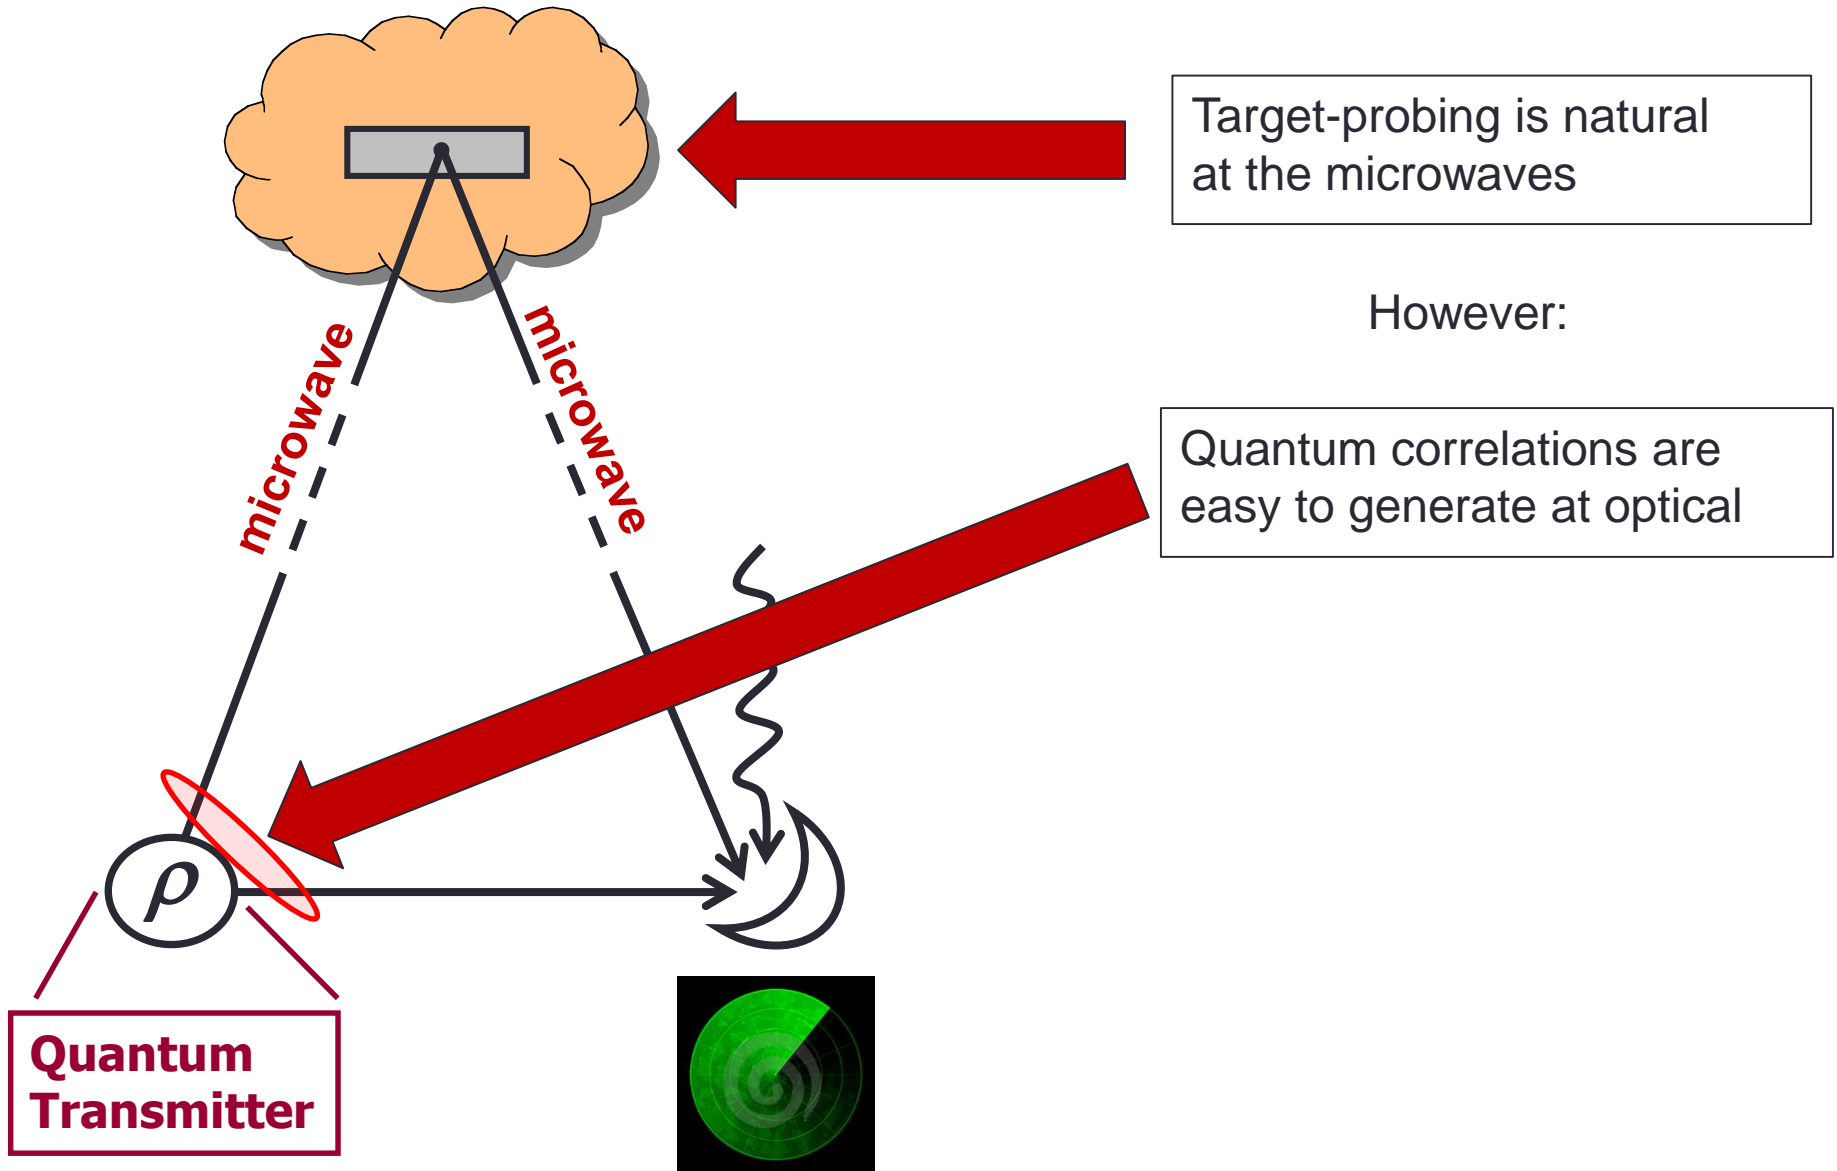 Target-probing is natural
at the microwaves
However:
microwave
microwave
Quantum correlations are
easy to generate at optical
ρ
Quantum
Transmitter